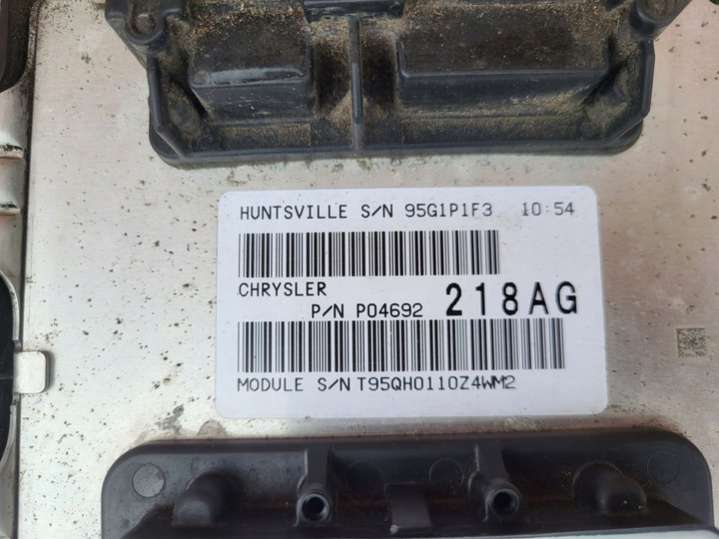 HUNTSVILLE S/N 95G1P1F3 10:54
CHRYSLER
P/N P04692 218AG
MODULE S/N T95QH0110Z4WM2